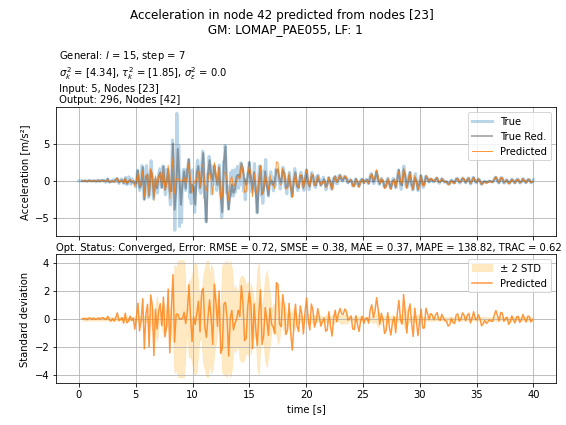 Acceleration in node 42 predicted from nodes [23]
GM: LOMAP_PAE055, LF: 1
General: l = 15, step = 7
σ²ₖ = [4.34], τ²ₖ = [1.85], σ²ε = 0.0
Input: 5, Nodes [23]
Output: 296, Nodes [42]
True
True Red.
Predicted
Acceleration [m/s²]
5
0
−5
Opt. Status: Converged, Error: RMSE = 0.72, SMSE = 0.38, MAE = 0.37, MAPE = 138.82, TRAC = 0.62
± 2 STD
Predicted
Standard deviation
4
2
0
−2
−4
0 5 10 15 20 25 30 35 40
time [s]